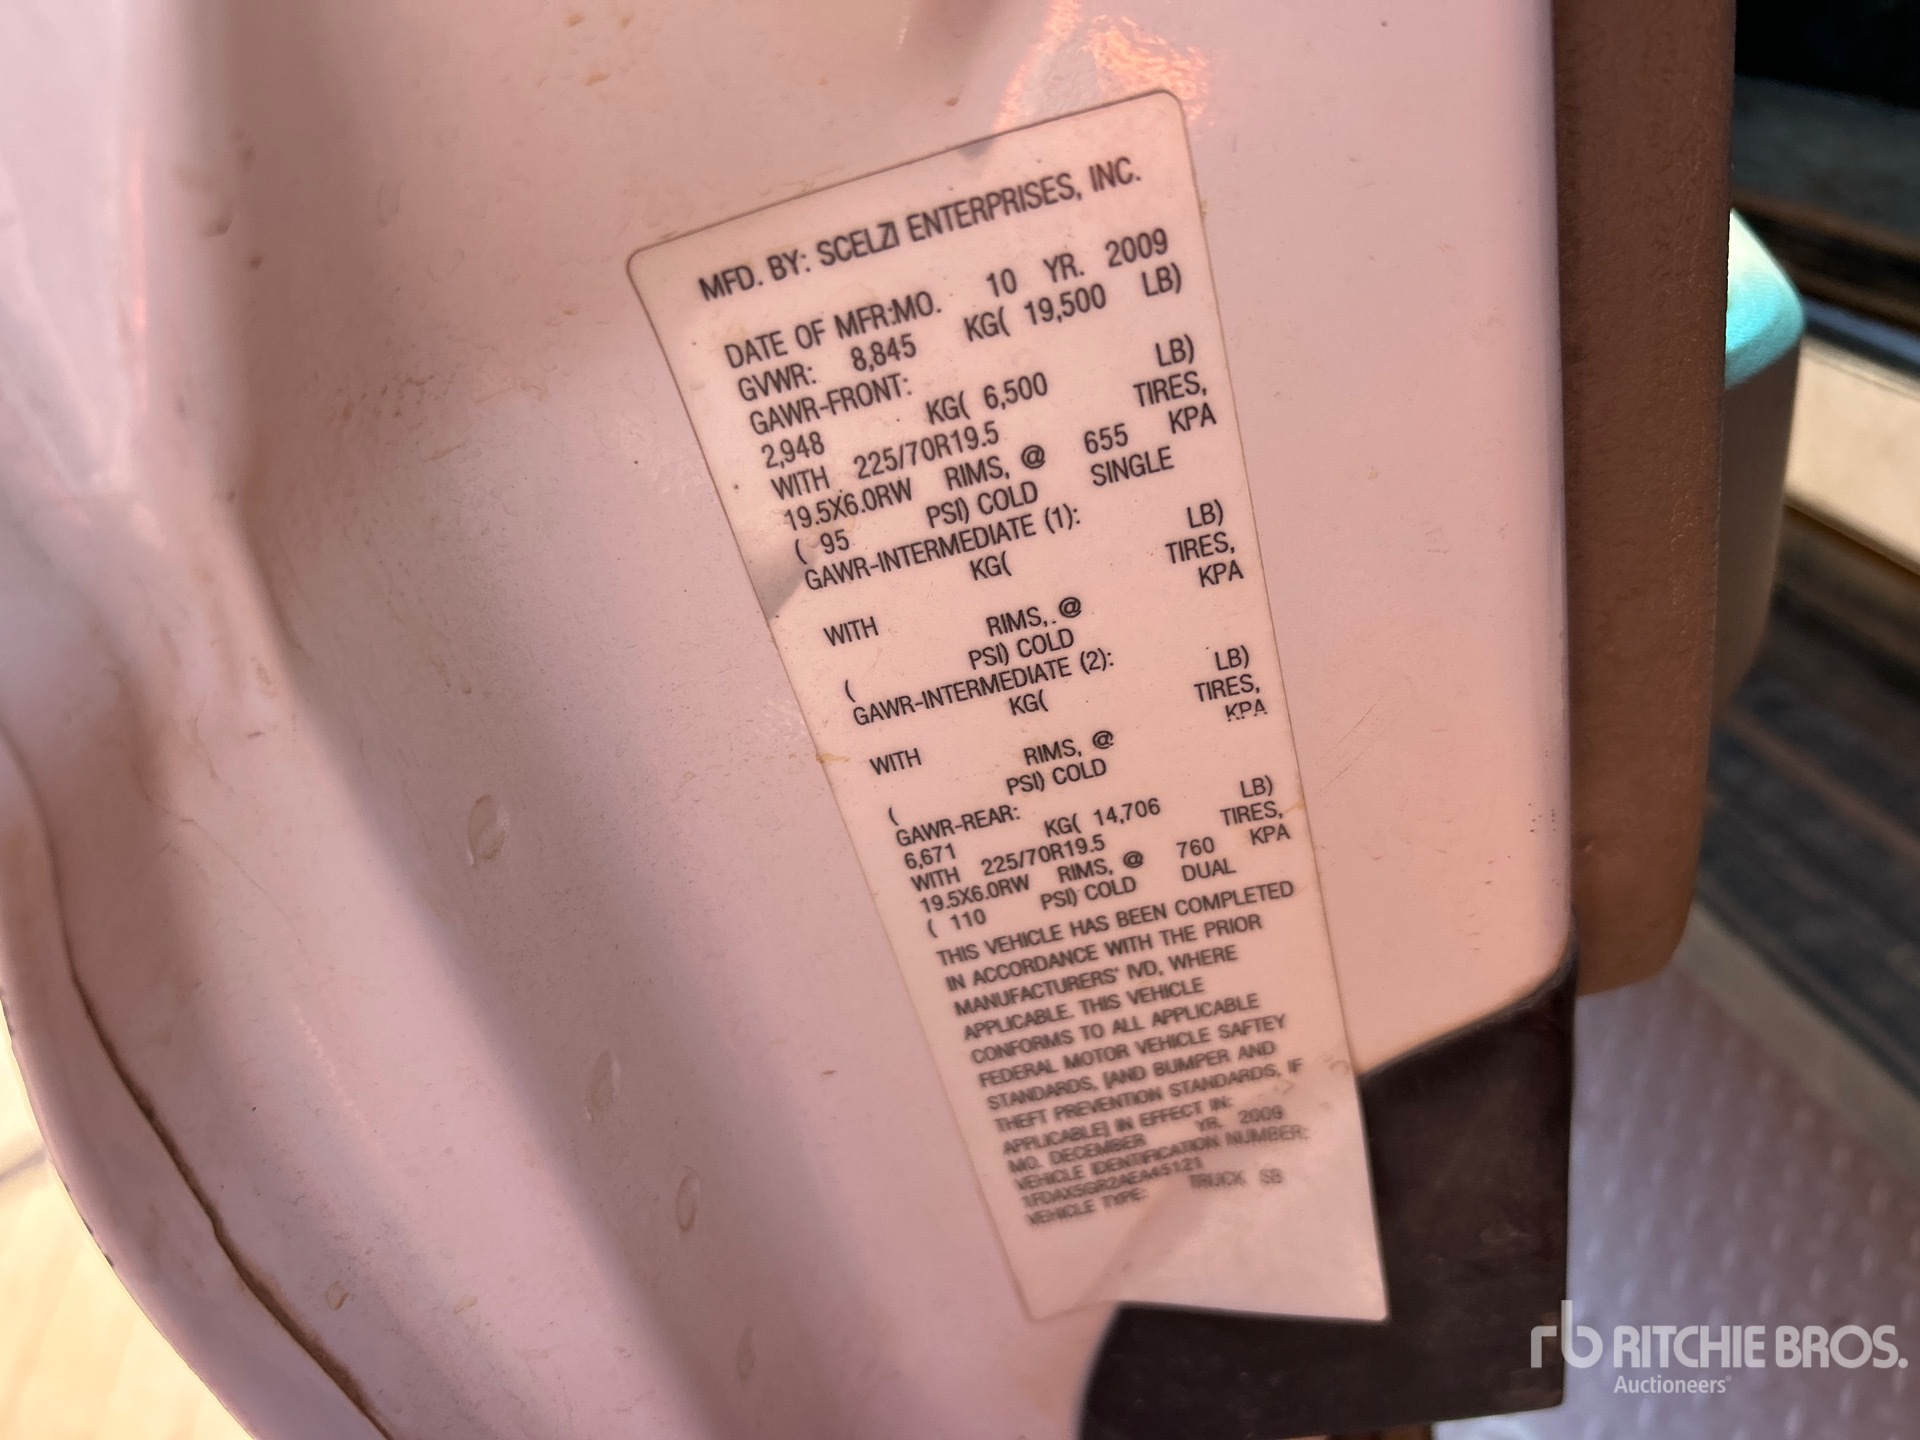 MFD. BY: SCELZI ENTERPRISES, INC.
DATE OF MFR:MO. 10 YR. 2009
GVWR: 8,845 KG( 19,500 LB)
GAWR-FRONT:
2,948 KG( 6,500 LB)
WITH 225/70R19.5 TIRES,
19.5X6.0RW RIMS, @ 655 KPA
( 95 PSI) COLD SINGLE
GAWR-INTERMEDIATE (1):
KG( LB)
WITH TIRES,
RIMS, @ KPA
( PSI) COLD
GAWR-INTERMEDIATE (2):
KG( LB)
WITH TIRES,
RIMS, @ KPA
( PSI) COLD
GAWR-REAR:
6,671 KG( 14,706 LB)
WITH 225/70R19.5 TIRES,
19.5X6.0RW RIMS, @ 760 KPA
( 110 PSI) COLD DUAL
THIS VEHICLE HAS BEEN COMPLETED
IN ACCORDANCE WITH THE PRIOR
MANUFACTURERS' IVD, WHERE
APPLICABLE. THIS VEHICLE
CONFORMS TO ALL APPLICABLE
FEDERAL MOTOR VEHICLE SAFTEY
STANDARDS, [AND BUMPER AND
THEFT PREVENTION STANDARDS, IF
APPLICABLE] IN EFFECT IN:
MO. DECEMBER YR. 2009
VEHICLE IDENTIFICATION NUMBER:
1FDAX5GR2AEA45121
VEHICLE TYPE: TRUCK SB
rb RITCHIE BROS.
Auctioneers